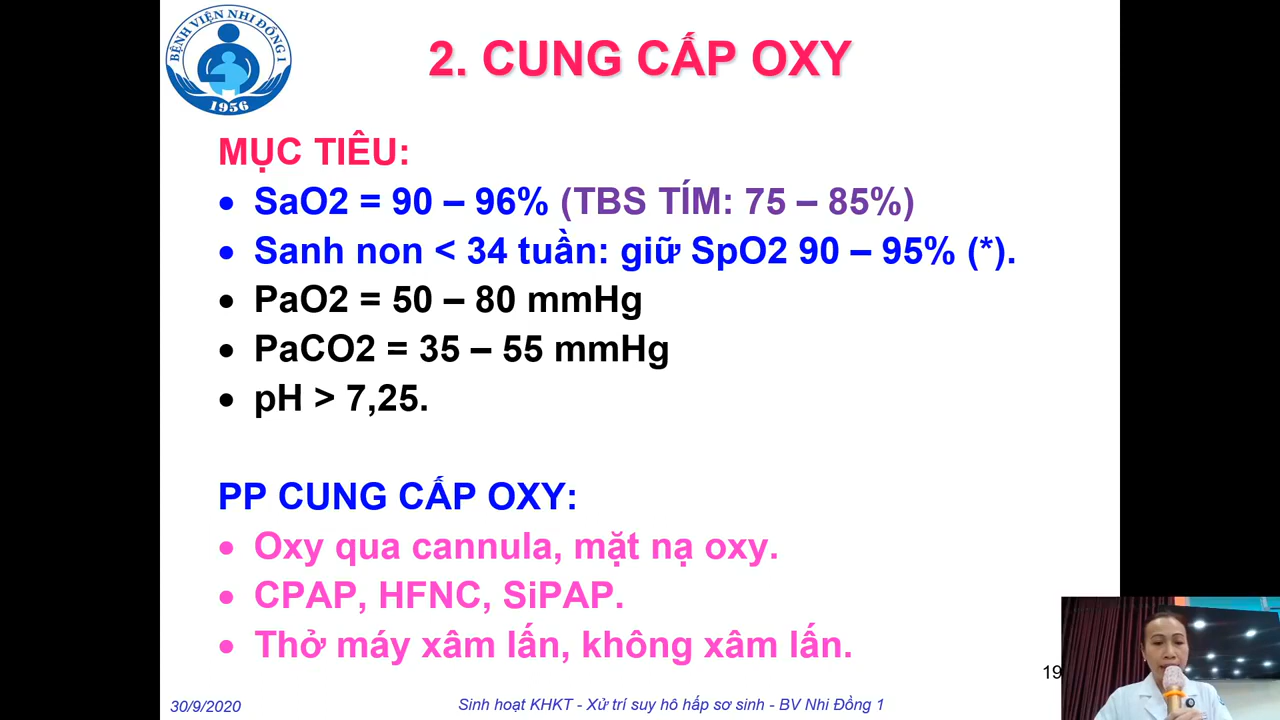 BỆNH VIỆN NHI ĐỒNG 1
1956
2. CUNG CẤP OXY
MỤC TIÊU:
• SaO2 = 90 – 96% (TBS TÍM: 75 – 85%)
• Sanh non < 34 tuần: giữ SpO2 90 – 95% (*).
• PaO2 = 50 – 80 mmHg
• PaCO2 = 35 – 55 mmHg
• pH > 7,25.
PP CUNG CẤP OXY:
• Oxy qua cannula, mặt nạ oxy.
• CPAP, HFNC, SiPAP.
• Thở máy xâm lấn, không xâm lấn.
19
30/9/2020
Sinh hoạt KHKT - Xử trí suy hô hấp sơ sinh - BV Nhi Đồng 1